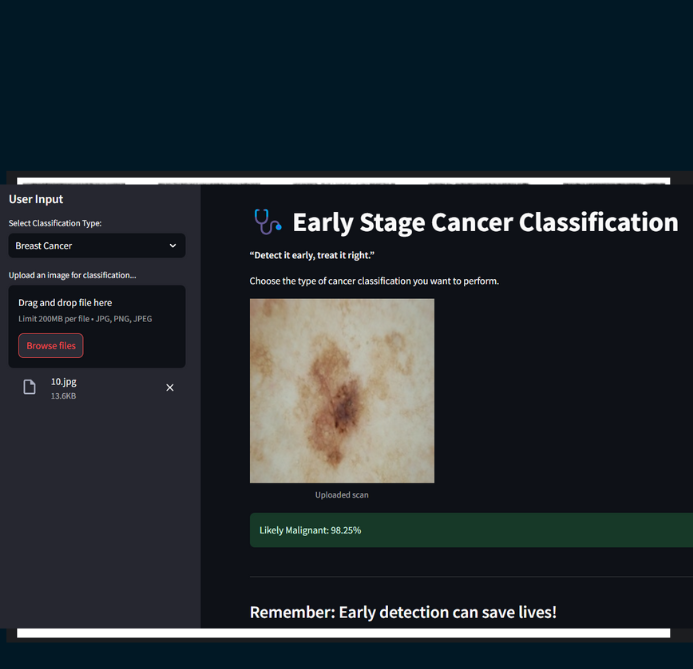 User Input
Select Classification Type:
Breast Cancer
Upload an image for classification...
Drag and drop file here
Limit 200MB per file • JPG, PNG, JPEG
Browse files
10.jpg
13.6KB
Early Stage Cancer Classification
“Detect it early, treat it right.”
Choose the type of cancer classification you want to perform.
Uploaded scan
Likely Malignant: 98.25%
Remember: Early detection can save lives!